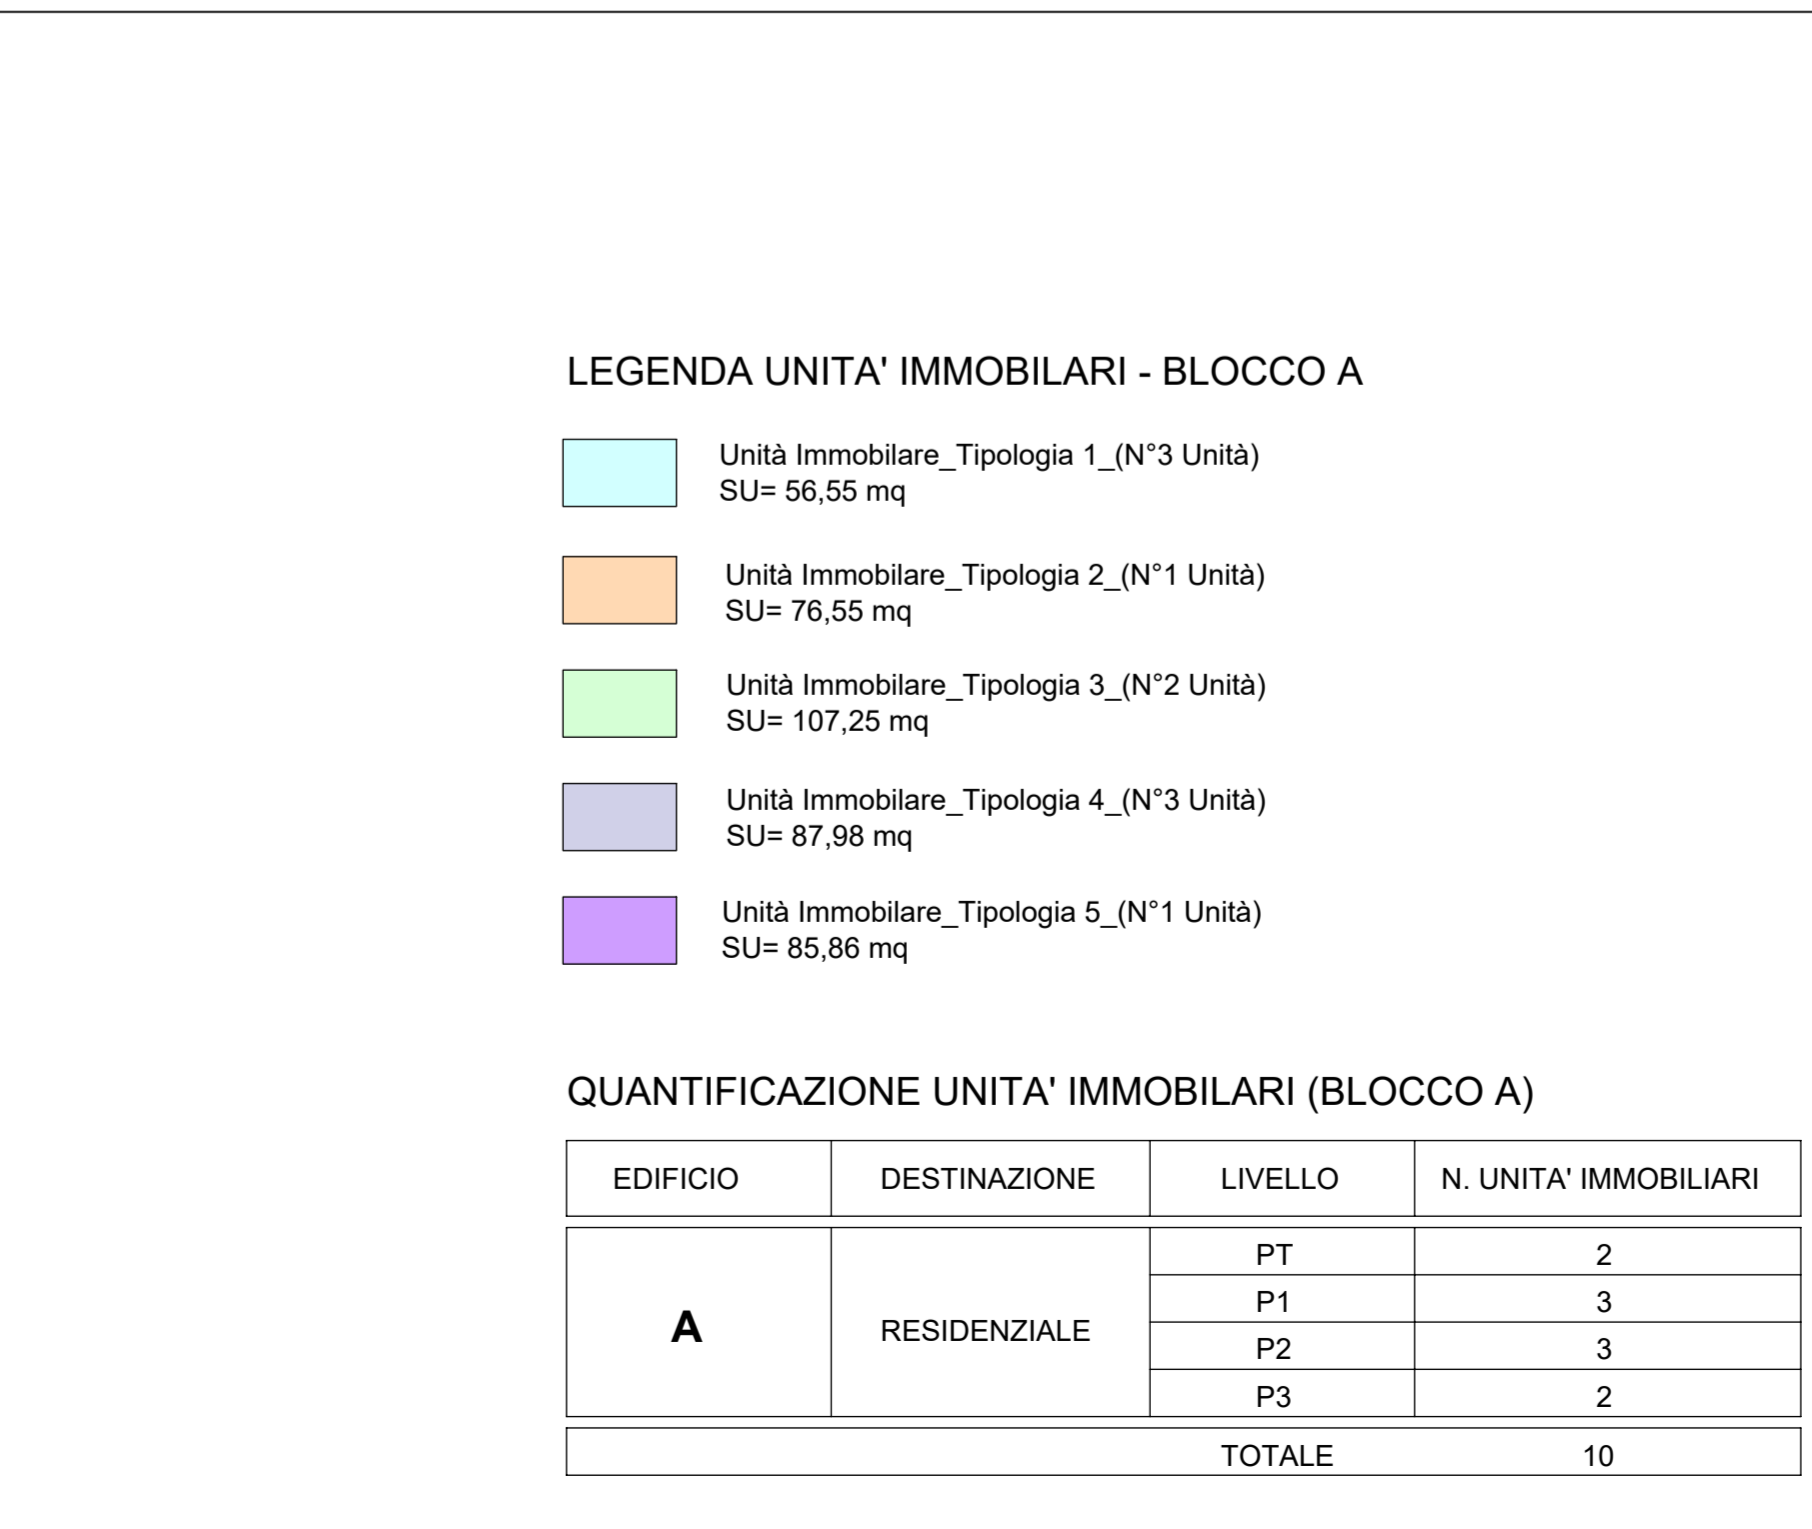 LEGENDA UNITA' IMMOBILARI - BLOCCO A
Unità Immobilare_Tipologia 1_(N°3 Unità)
SU= 56,55 mq
Unità Immobilare_Tipologia 2_(N°1 Unità)
SU= 76,55 mq
Unità Immobilare_Tipologia 3_(N°2 Unità)
SU= 107,25 mq
Unità Immobilare_Tipologia 4_(N°3 Unità)
SU= 87,98 mq
Unità Immobilare_Tipologia 5_(N°1 Unità)
SU= 85,86 mq
QUANTIFICAZIONE UNITA' IMMOBILARI (BLOCCO A)
EDIFICIO DESTINAZIONE LIVELLO N. UNITA' IMMOBILIARI
PT 2
P1 3
A RESIDENZIALE
P2 3
P3 2
TOTALE 10